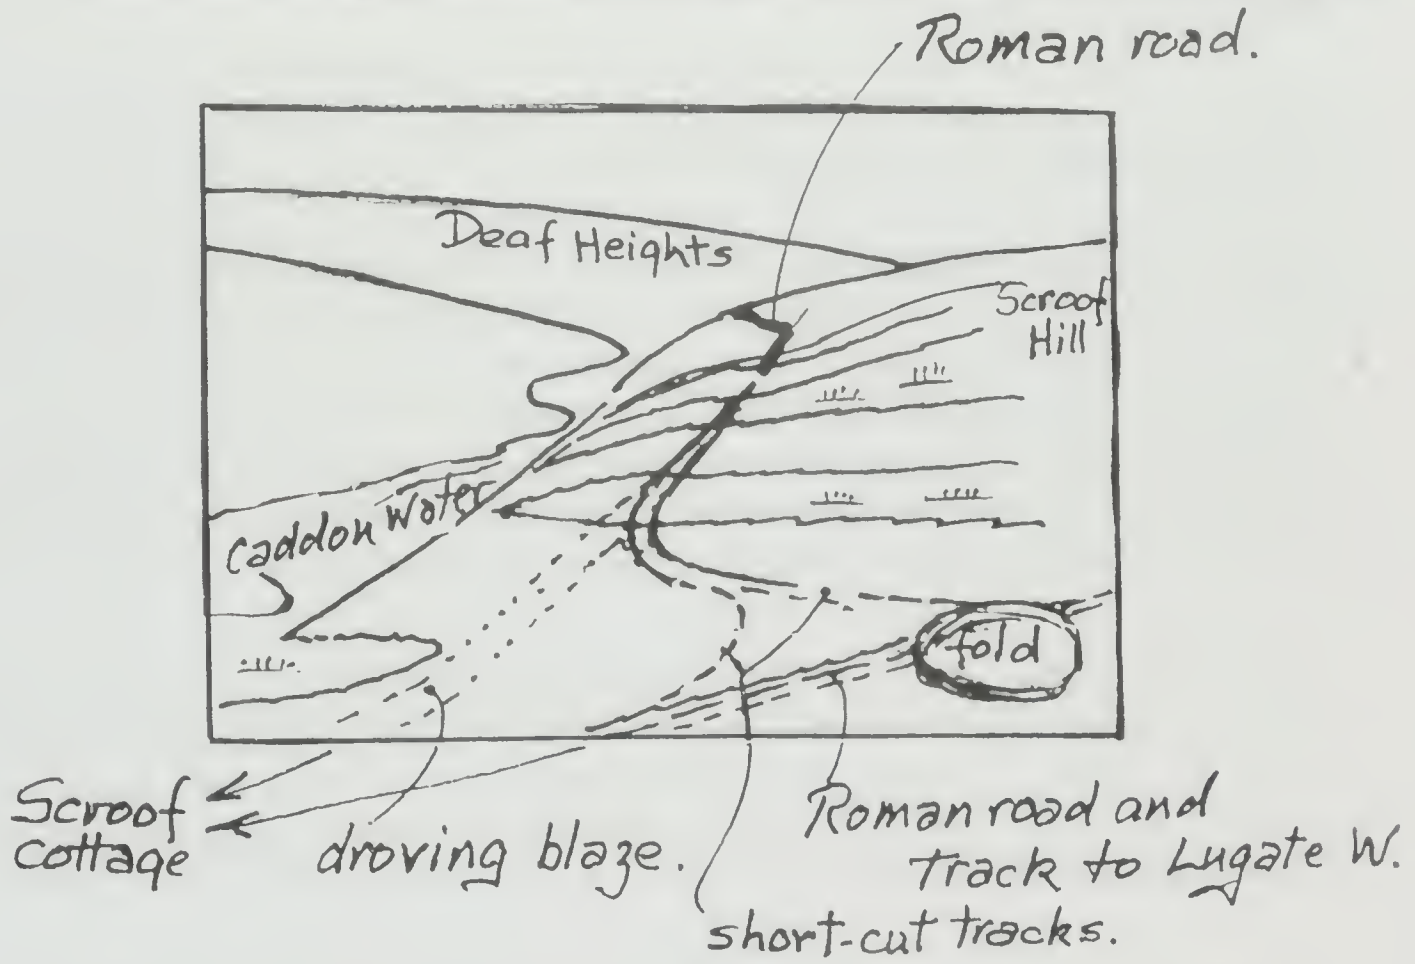 Roman road.
Deaf Heights
Scroof
Hill
Caddon Water
fold
Scroof
cottage
droving blaze.
Roman road and
track to Lugate W.
short-cut tracks.